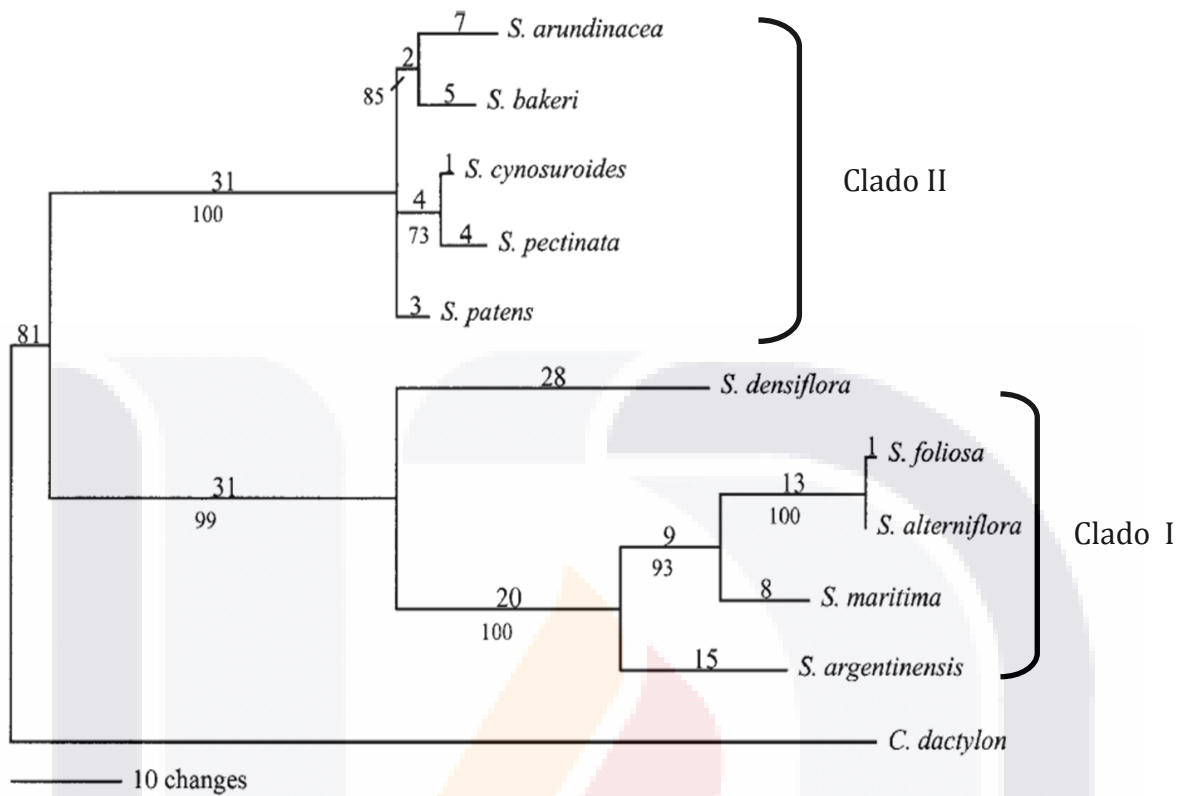 7 S. arundinacea
2
85
5 S. bakeri
1 S. cynosuroides
4
73
4 S. pectinata
3 S. patens
31
100
Clado II
81
28 S. densiflora
1 S. foliosa
13
100
S. alterniflora
31
99
9
93
8 S. maritima
20
100
15 S. argentinensis
Clado I
C. dactylon
10 changes